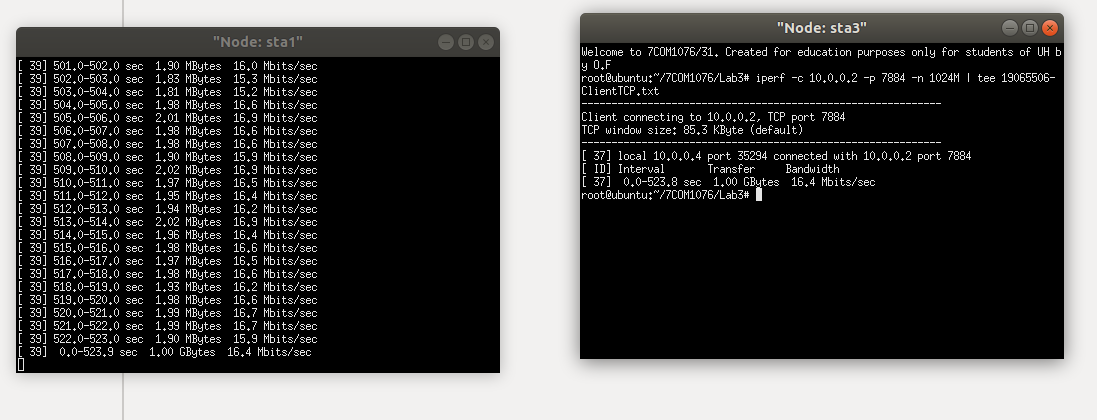 "Node: sta1"
[ 39] 501.0-502.0 sec  1.90 MBytes  16.0 Mbits/sec
[ 39] 502.0-503.0 sec  1.83 MBytes  15.3 Mbits/sec
[ 39] 503.0-504.0 sec  1.81 MBytes  15.2 Mbits/sec
[ 39] 504.0-505.0 sec  1.98 MBytes  16.6 Mbits/sec
[ 39] 505.0-506.0 sec  2.01 MBytes  16.9 Mbits/sec
[ 39] 506.0-507.0 sec  1.98 MBytes  16.6 Mbits/sec
[ 39] 507.0-508.0 sec  1.98 MBytes  16.6 Mbits/sec
[ 39] 508.0-509.0 sec  1.90 MBytes  15.9 Mbits/sec
[ 39] 509.0-510.0 sec  2.02 MBytes  16.9 Mbits/sec
[ 39] 510.0-511.0 sec  1.97 MBytes  16.5 Mbits/sec
[ 39] 511.0-512.0 sec  1.95 MBytes  16.4 Mbits/sec
[ 39] 512.0-513.0 sec  1.94 MBytes  16.2 Mbits/sec
[ 39] 513.0-514.0 sec  2.02 MBytes  16.9 Mbits/sec
[ 39] 514.0-515.0 sec  1.96 MBytes  16.4 Mbits/sec
[ 39] 515.0-516.0 sec  1.98 MBytes  16.6 Mbits/sec
[ 39] 516.0-517.0 sec  1.97 MBytes  16.5 Mbits/sec
[ 39] 517.0-518.0 sec  1.98 MBytes  16.6 Mbits/sec
[ 39] 518.0-519.0 sec  1.93 MBytes  16.2 Mbits/sec
[ 39] 519.0-520.0 sec  1.98 MBytes  16.6 Mbits/sec
[ 39] 520.0-521.0 sec  1.99 MBytes  16.7 Mbits/sec
[ 39] 521.0-522.0 sec  1.99 MBytes  16.7 Mbits/sec
[ 39] 522.0-523.0 sec  1.90 MBytes  15.9 Mbits/sec
[ 39]  0.0-523.9 sec  1.00 GBytes  16.4 Mbits/sec
"Node: sta3"
Welcome to 7COM1076/31. Created for education purposes only for students of UH b
y O.F
root@ubuntu:~/7COM1076/Lab3# iperf -c 10.0.0.2 -p 7884 -n 1024M | tee 19065506-
ClientTCP.txt
------------------------------------------------------------
Client connecting to 10.0.0.2, TCP port 7884
TCP window size: 85.3 KByte (default)
------------------------------------------------------------
[ 37] local 10.0.0.4 port 35294 connected with 10.0.0.2 port 7884
[ ID] Interval       Transfer     Bandwidth
[ 37]  0.0-523.8 sec  1.00 GBytes  16.4 Mbits/sec
root@ubuntu:~/7COM1076/Lab3#